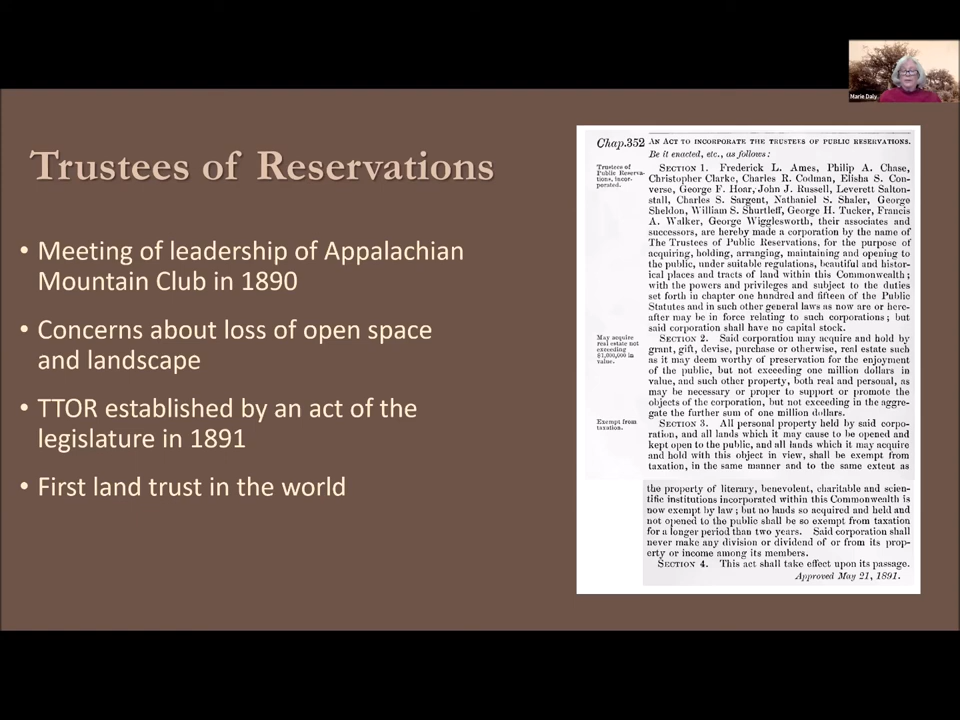 Marie Daly
Trustees of Reservations
• Meeting of leadership of Appalachian
Mountain Club in 1890
• Concerns about loss of open space
and landscape
• TTOR established by an act of the
legislature in 1891
• First land trust in the world
Chap.352 AN ACT TO INCORPORATE THE TRUSTEES OF PUBLIC RESERVATIONS.
Be it enacted, etc., as follows:
Trustees of
Public Reserva-
tions, incor-
porated.
SECTION 1. Frederick L. Ames, Philip A. Chase,
Christopher Clarke, Charles R. Codman, Elisha S. Con-
verse, George F. Hoar, John J. Russell, Leverett Salton-
stall, Charles S. Sargent, Nathaniel S. Shaler, George
Sheldon, William S. Shurtleff, George H. Tucker, Francis
A. Walker, George Wigglesworth, their associates and
successors, are hereby made a corporation by the name of
The Trustees of Public Reservations, for the purpose of
acquiring, holding, arranging, maintaining and opening to
the public, under suitable regulations, beautiful and histor-
ical places and tracts of land within this Commonwealth;
with the powers and privileges and subject to the duties
set forth in chapter one hundred and fifteen of the Public
Statutes and in such other general laws as now are or here-
after may be in force relating to such corporations; but
said corporation shall have no capital stock.
May acquire
real estate not
exceeding
$1,000,000 in
value.
SECTION 2. Said corporation may acquire and hold by
grant, gift, devise, purchase or otherwise, real estate such
as it may deem worthy of preservation for the enjoyment
of the public, but not exceeding one million dollars in
value, and such other property, both real and personal, as
may be necessary or proper to support or promote the
objects of the corporation, but not exceeding in the aggre-
gate the further sum of one million dollars.
Exempt from
taxation.
SECTION 3. All personal property held by said corpo-
ration, and all lands which it may cause to be opened and
kept open to the public, and all lands which it may acquire
and hold with this object in view, shall be exempt from
taxation, in the same manner and to the same extent as
the property of literary, benevolent, charitable and scien-
tific institutions incorporated within this Commonwealth is
now exempt by law; but no lands so acquired and held and
not opened to the public shall be so exempt from taxation
for a longer period than two years. Said corporation shall
never make any division or dividend of or from its prop-
erty or income among its members.
SECTION 4. This act shall take effect upon its passage.
Approved May 21, 1891.